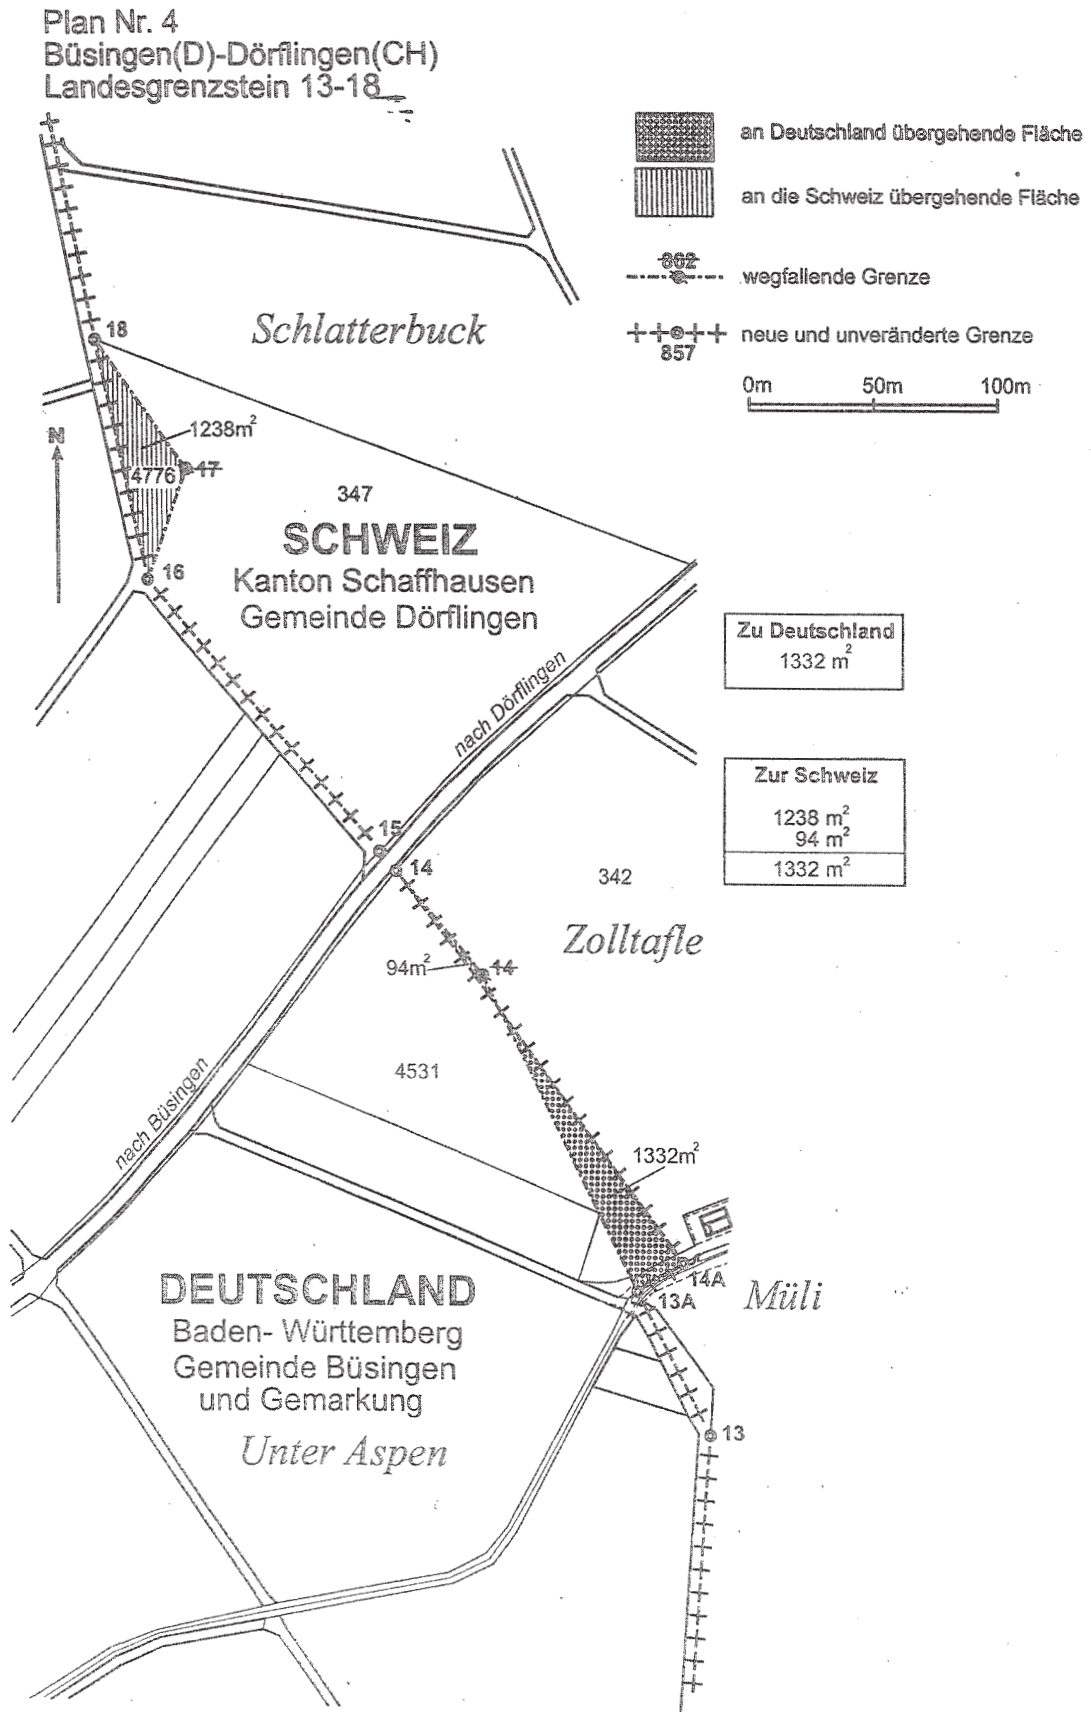 Plan Nr. 4
Büsingen(D)-Dörflingen(CH)
Landesgrenzstein 13-18
an Deutschland übergehende Fläche
an die Schweiz übergehende Fläche
862
wegfallende Grenze
neue und unveränderte Grenze
857
0m 50m 100m
18
Schlatterbuck
N
1238m²
4776
17
347
SCHWEIZ
Kanton Schaffhausen
Gemeinde Dörflingen
16
nach Dörflingen
Zu Deutschland
1332 m²
Zur Schweiz
1238 m²
94 m²
1332 m²
15
14
342
Zolltafle
94m²
14
4531
nach Büsingen
1332m²
14A
13A
Müli
DEUTSCHLAND
Baden- Württemberg
Gemeinde Büsingen
und Gemarkung
Unter Aspen
13